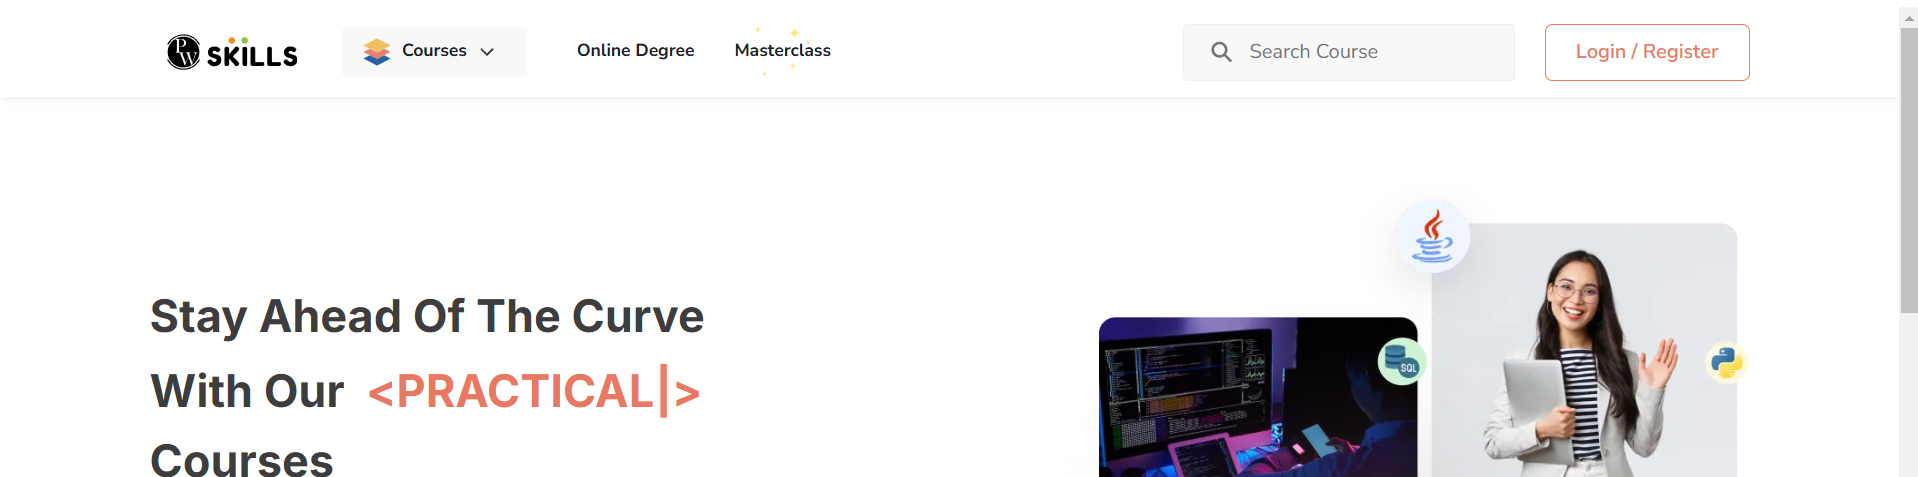 PW SKILLS
Courses
Online Degree
Masterclass
Search Course
Login / Register
Stay Ahead Of The Curve
With Our <PRACTICAL|>
Courses
SQL